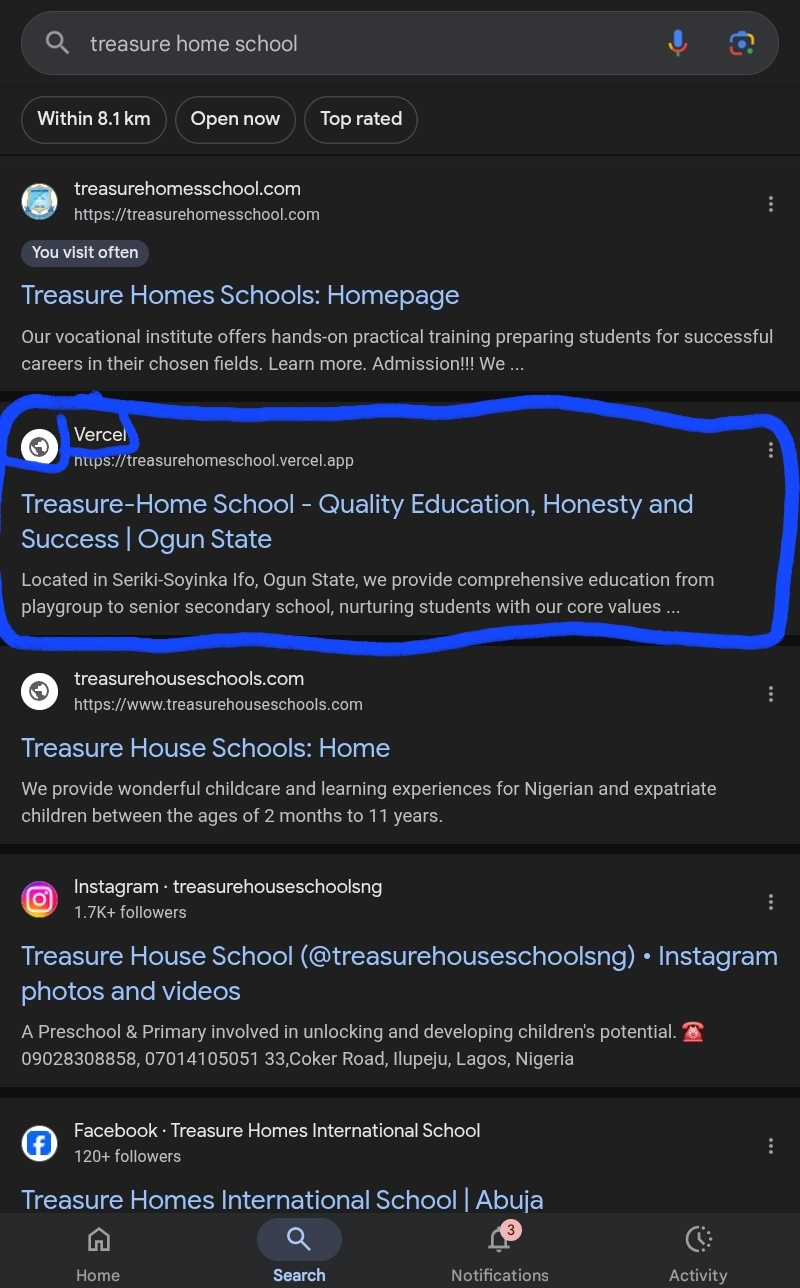 treasure home school
Within 8.1 km Open now Top rated
treasurehomesschool.com
https://treasurehomesschool.com
You visit often
Treasure Homes Schools: Homepage
Our vocational institute offers hands-on practical training preparing students for successful
careers in their chosen fields. Learn more. Admission!!! We ...
Vercel
https://treasurehomeschool.vercel.app
Treasure-Home School - Quality Education, Honesty and
Success | Ogun State
Located in Seriki-Soyinka Ifo, Ogun State, we provide comprehensive education from
playgroup to senior secondary school, nurturing students with our core values ...
treasurehouseschools.com
https://www.treasurehouseschools.com
Treasure House Schools: Home
We provide wonderful childcare and learning experiences for Nigerian and expatriate
children between the ages of 2 months to 11 years.
Instagram · treasurehouseschoolsng
1.7K+ followers
Treasure House School (@treasurehouseschoolsng) • Instagram
photos and videos
A Preschool & Primary involved in unlocking and developing children's potential. ☎️
09028308858, 07014105051 33,Coker Road, Ilupeju, Lagos, Nigeria
Facebook · Treasure Homes International School
120+ followers
Treasure Homes International School | Abuja
3
Home Search Notifications Activity